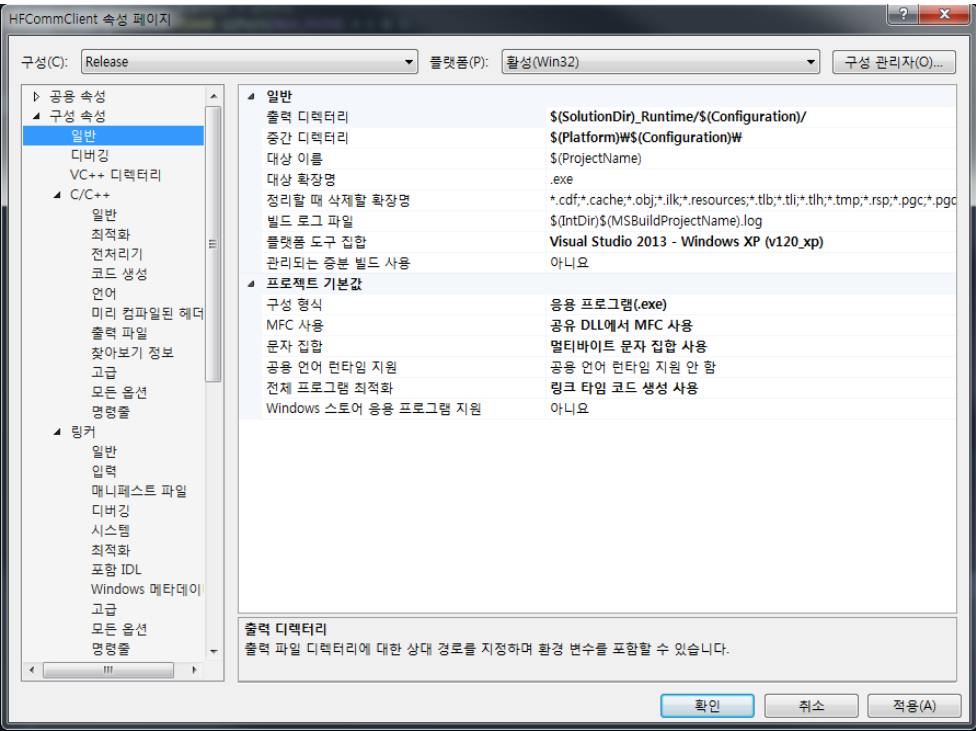 HFCommClient 속성 페이지
구성(C): Release 플랫폼(P): 활성(Win32) 구성 관리자(O)...
공용 속성
구성 속성
일반
디버깅
VC++ 디렉터리
C/C++
일반
최적화
전처리기
코드 생성
언어
미리 컴파일된 헤더
출력 파일
찾아보기 정보
고급
모든 옵션
명령줄
링커
일반
입력
매니페스트 파일
디버깅
시스템
최적화
포함 IDL
Windows 메타데이
고급
모든 옵션
명령줄
일반
출력 디렉터리 $(SolutionDir)_Runtime/$(Configuration)/
중간 디렉터리 $(Platform)₩$(Configuration)₩
대상 이름 $(ProjectName)
대상 확장명 .exe
정리할 때 삭제할 확장명 *.cdf;*.cache;*.obj;*.ilk;*.resources;*.tlb;*.tli;*.tlh;*.tmp;*.rsp;*.pgc;*.pgd
빌드 로그 파일 $(IntDir)$(MSBuildProjectName).log
플랫폼 도구 집합 Visual Studio 2013 - Windows XP (v120_xp)
관리되는 증분 빌드 사용 아니요
프로젝트 기본값
구성 형식 응용 프로그램(.exe)
MFC 사용 공유 DLL에서 MFC 사용
문자 집합 멀티바이트 문자 집합 사용
공용 언어 런타임 지원 공용 언어 런타임 지원 안 함
전체 프로그램 최적화 링크 타임 코드 생성 사용
Windows 스토어 응용 프로그램 지원 아니요
출력 디렉터리
출력 파일 디렉터리에 대한 상대 경로를 지정하며 환경 변수를 포함할 수 있습니다.
확인 취소 적용(A)